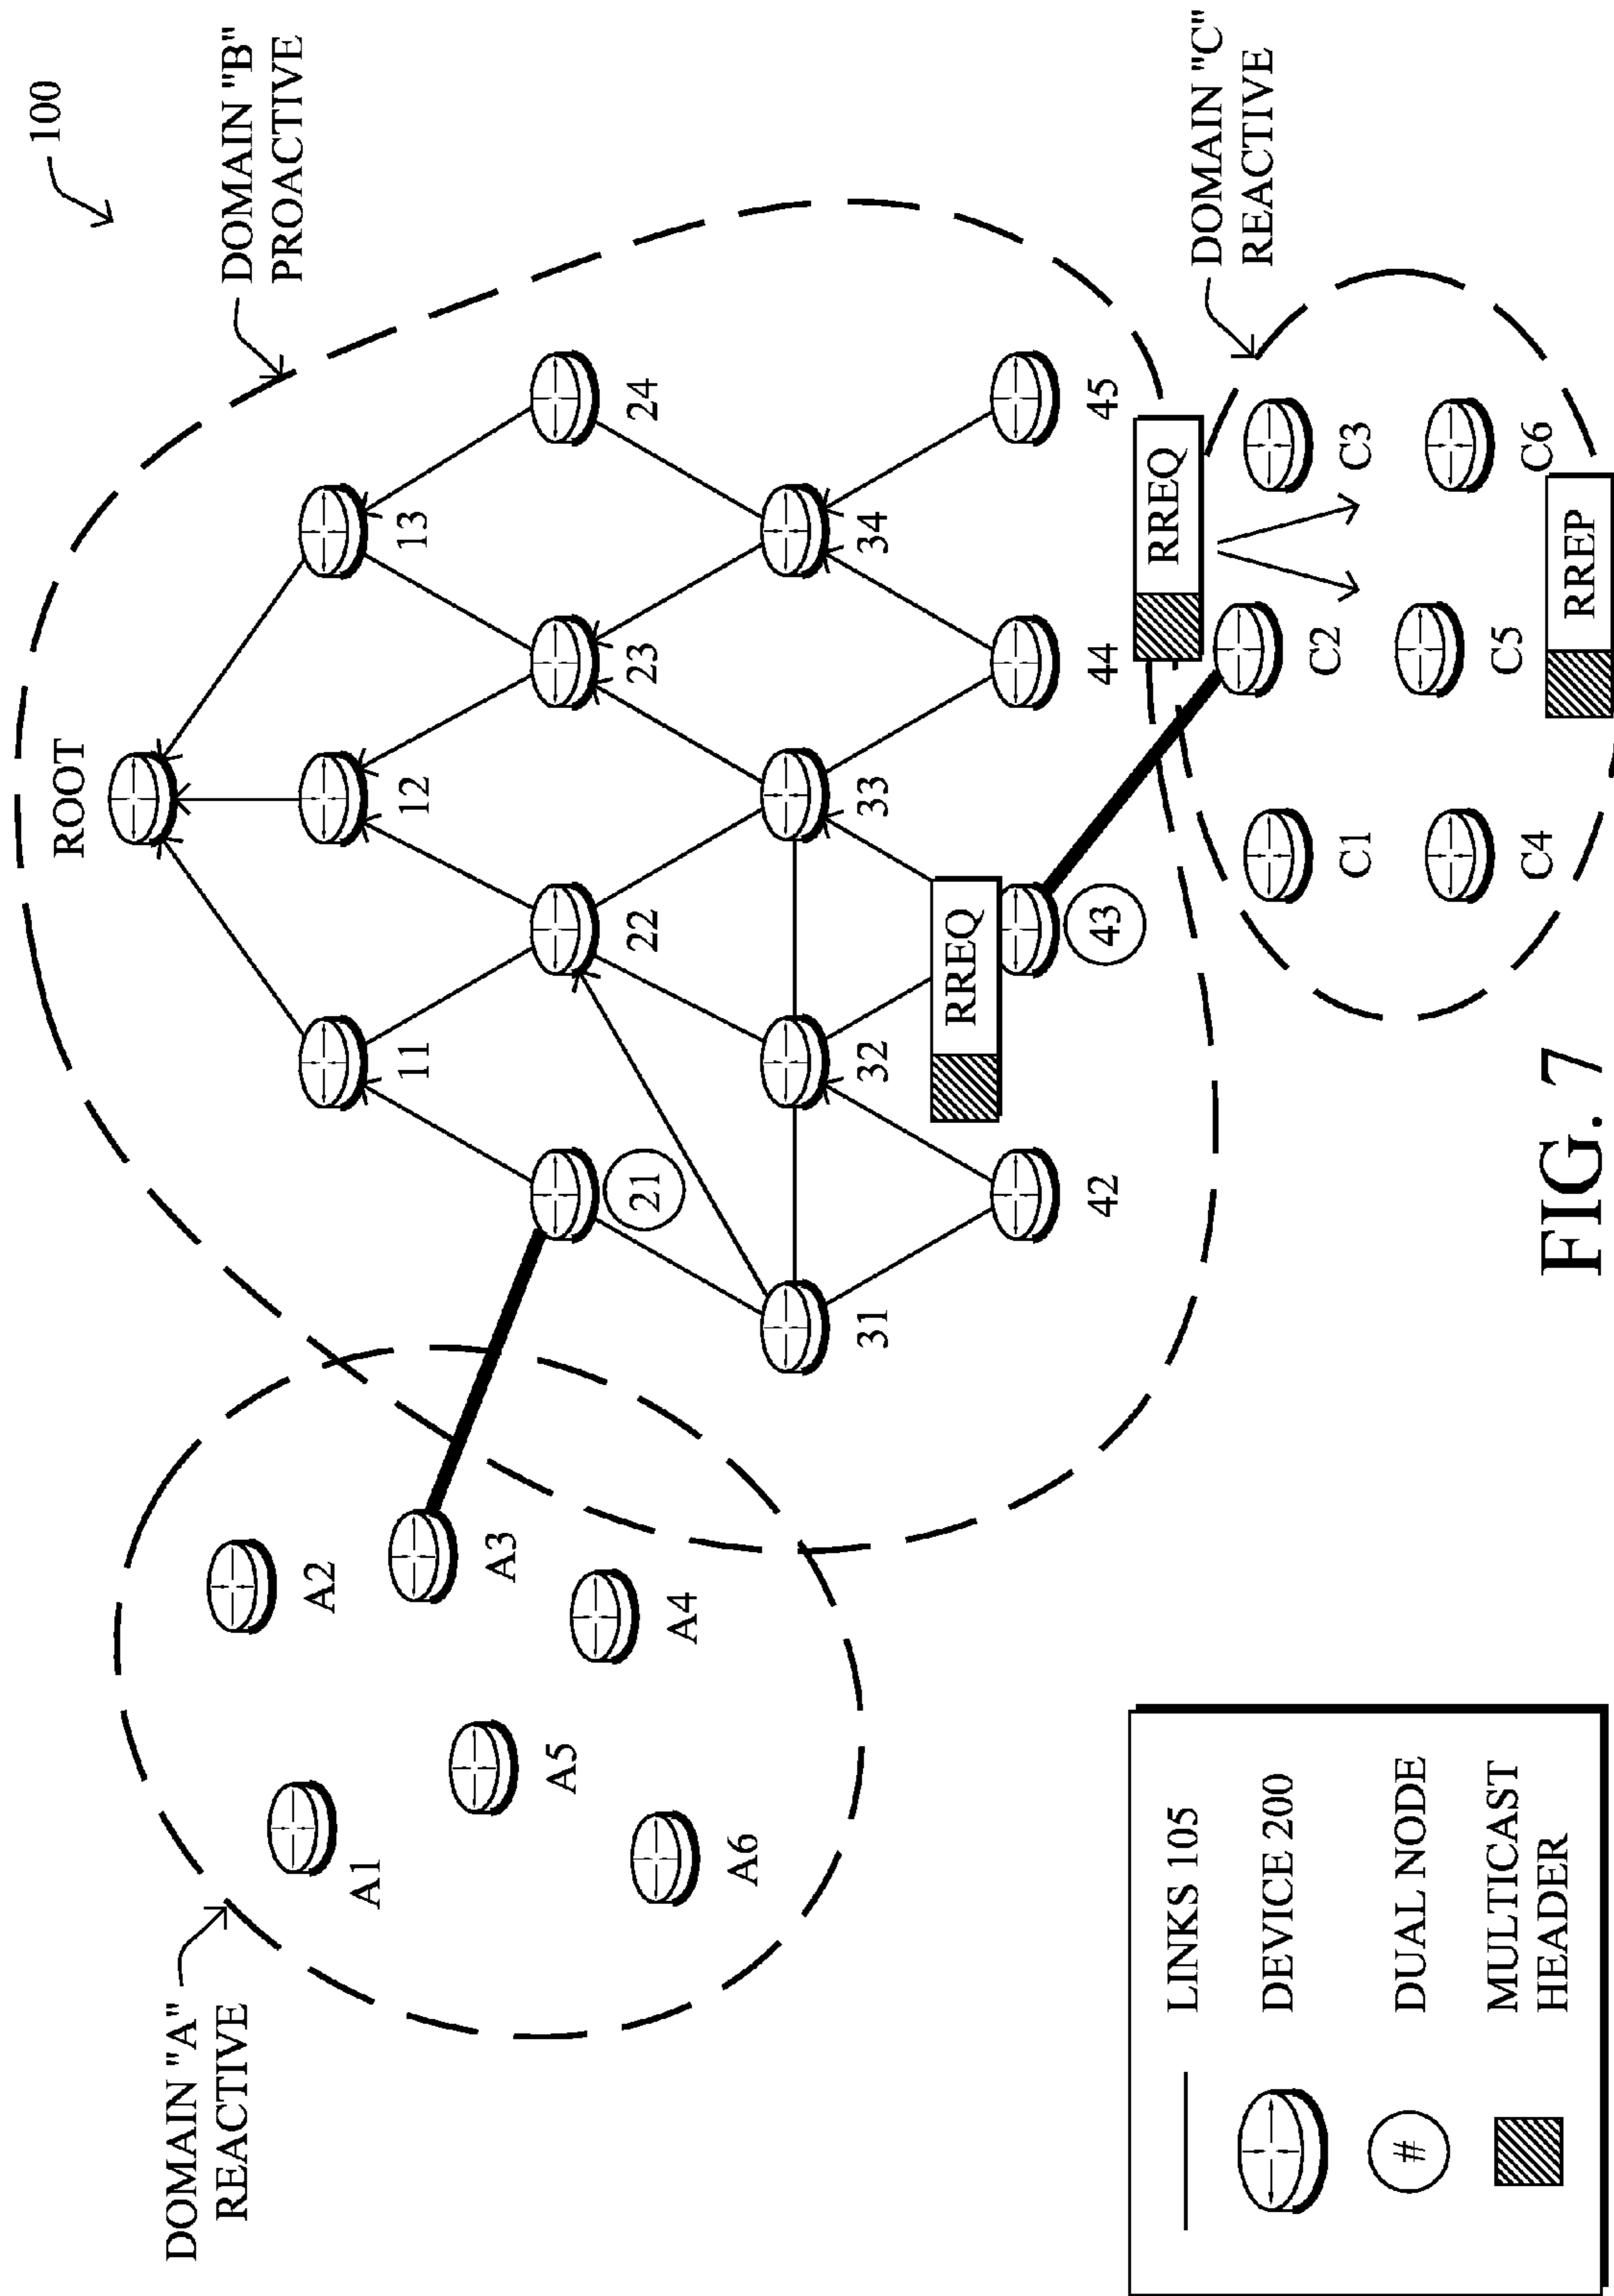 100
DOMAIN "A"
REACTIVE
DOMAIN "B"
PROACTIVE
DOMAIN "C"
REACTIVE
ROOT
11
12
13
21
22
23
24
31
32
33
34
42
43
44
45
A1
A2
A3
A4
A5
A6
RREQ
RREQ
C1
C2
C3
C4
C5
C6
RREP
LINKS 105
DEVICE 200
# DUAL NODE
MULTICAST
HEADER
FIG. 7